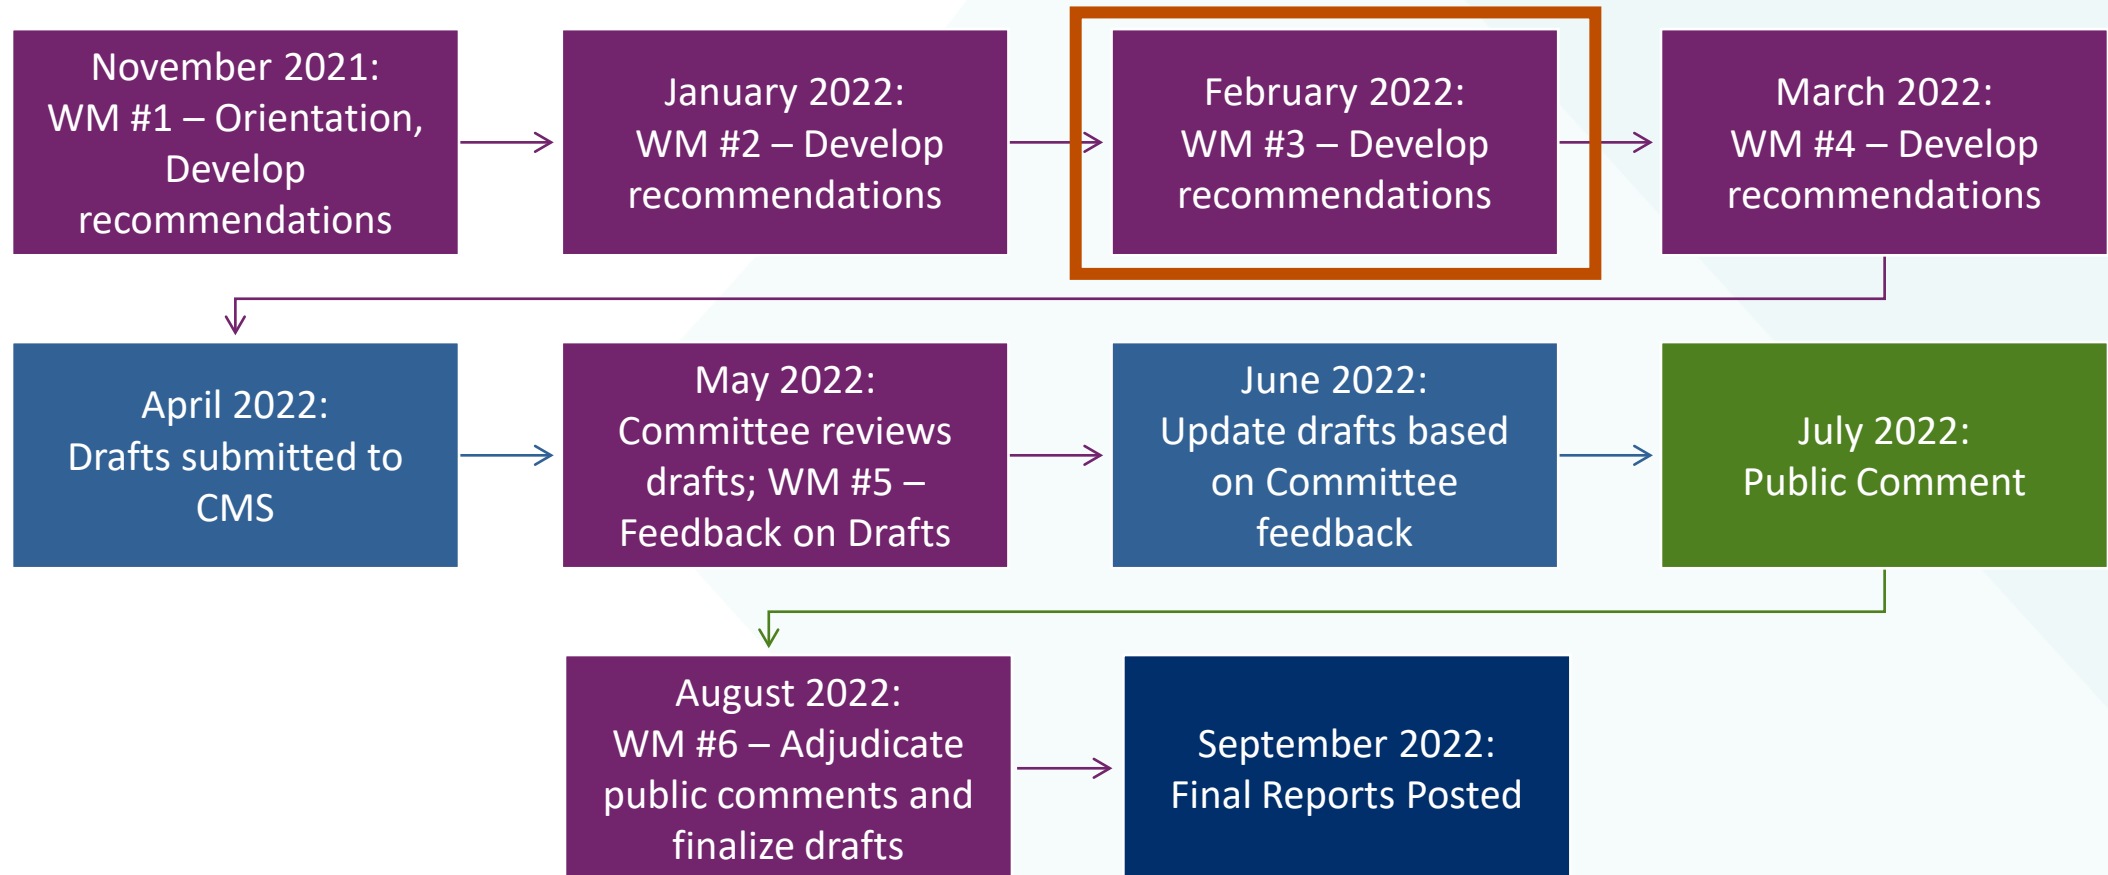 November 2021:
WM #1 – Orientation,
Develop
recommendations
January 2022:
WM #2 – Develop
recommendations
February 2022:
WM #3 – Develop
recommendations
March 2022:
WM #4 – Develop
recommendations
April 2022:
Drafts submitted to
CMS
May 2022:
Committee reviews
drafts; WM #5 –
Feedback on Drafts
June 2022:
Update drafts based
on Committee
feedback
July 2022:
Public Comment
August 2022:
WM #6 – Adjudicate
public comments and
finalize drafts
September 2022:
Final Reports Posted